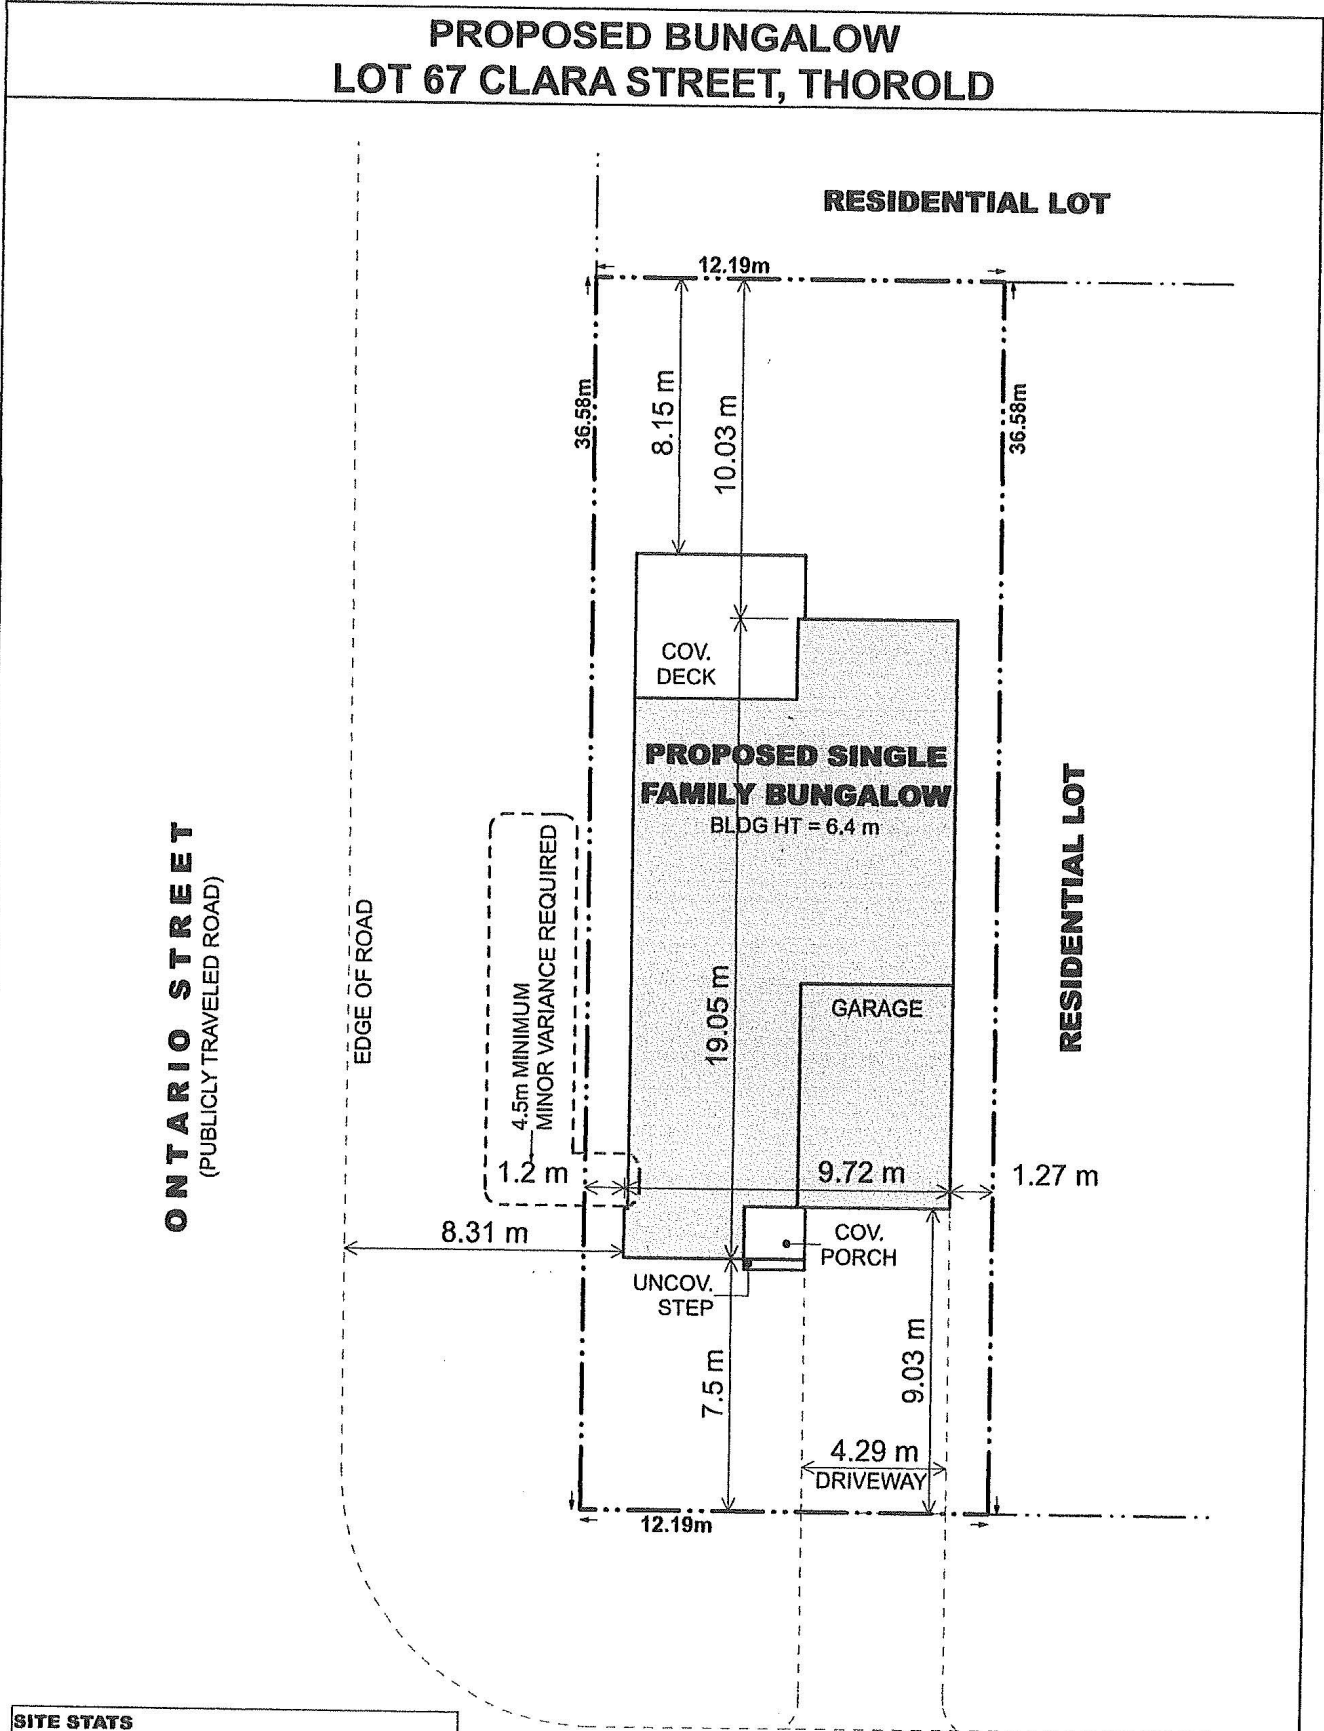 PROPOSED BUNGALOW
LOT 67 CLARA STREET, THOROLD
RESIDENTIAL LOT
12.19m
36.58m
8.15 m
10.03 m
36.58m
COV.
DECK
PROPOSED SINGLE
FAMILY BUNGALOW
BLDG HT = 6.4 m
ONTARIO STREET
(PUBLICLY TRAVELED ROAD)
EDGE OF ROAD
4.5m MINIMUM
MINOR VARIANCE REQUIRED
19.05 m
GARAGE
RESIDENTIAL LOT
1.2 m
9.72 m
1.27 m
8.31 m
COV.
PORCH
UNCOV.
STEP
7.5 m
9.03 m
4.29 m
DRIVEWAY
12.19m
SITE STATS